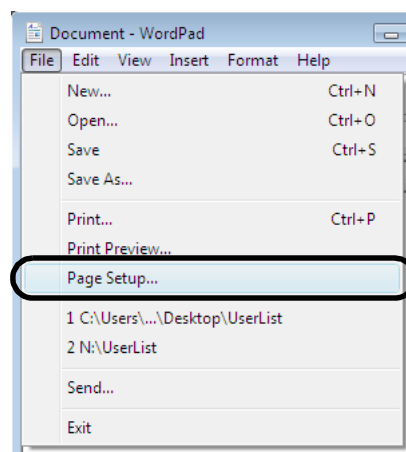 Document - WordPad
File Edit View Insert Format Help
New... Ctrl+N
Open... Ctrl+O
Save Ctrl+S
Save As...
Print... Ctrl+P
Print Preview...
Page Setup...
1 C:\Users\...\Desktop\UserList
2 N:\UserList
Send...
Exit